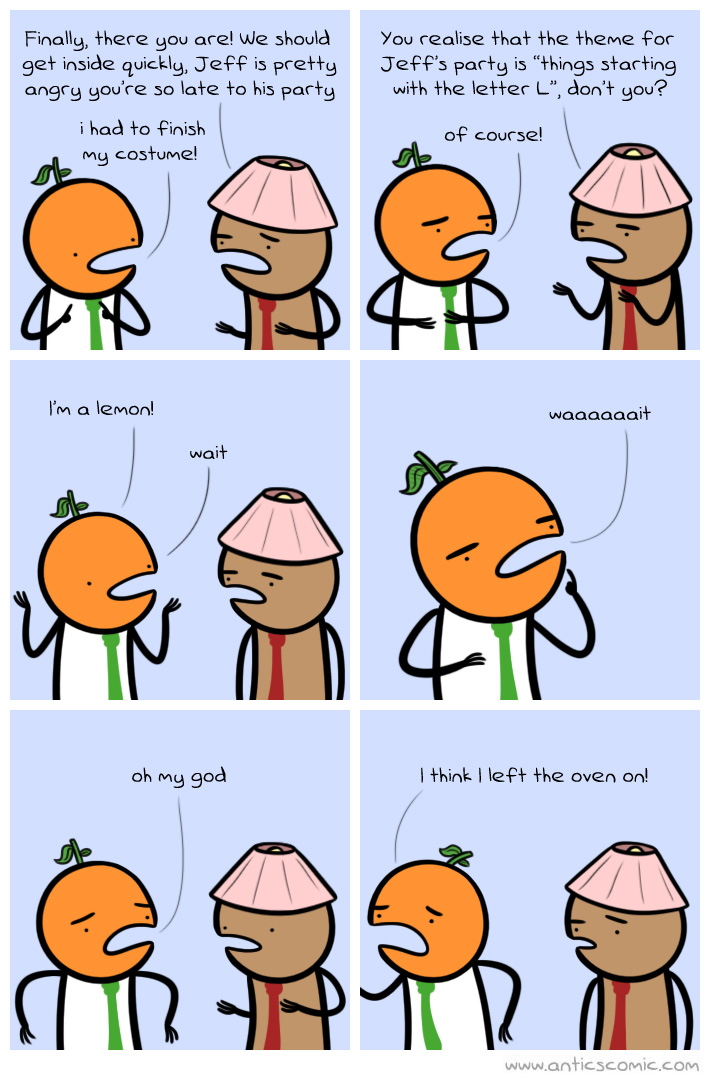 Finally, there you are! We should
get inside quickly, Jeff is pretty
angry you're so late to his party
i had to finish
my costume!
You realise that the theme for
Jeff's party is "things starting
with the letter L", don't you?
of course!
I'm a lemon!
wait
waaaaaait
oh my god
I think I left the oven on!
www.anticscomic.com